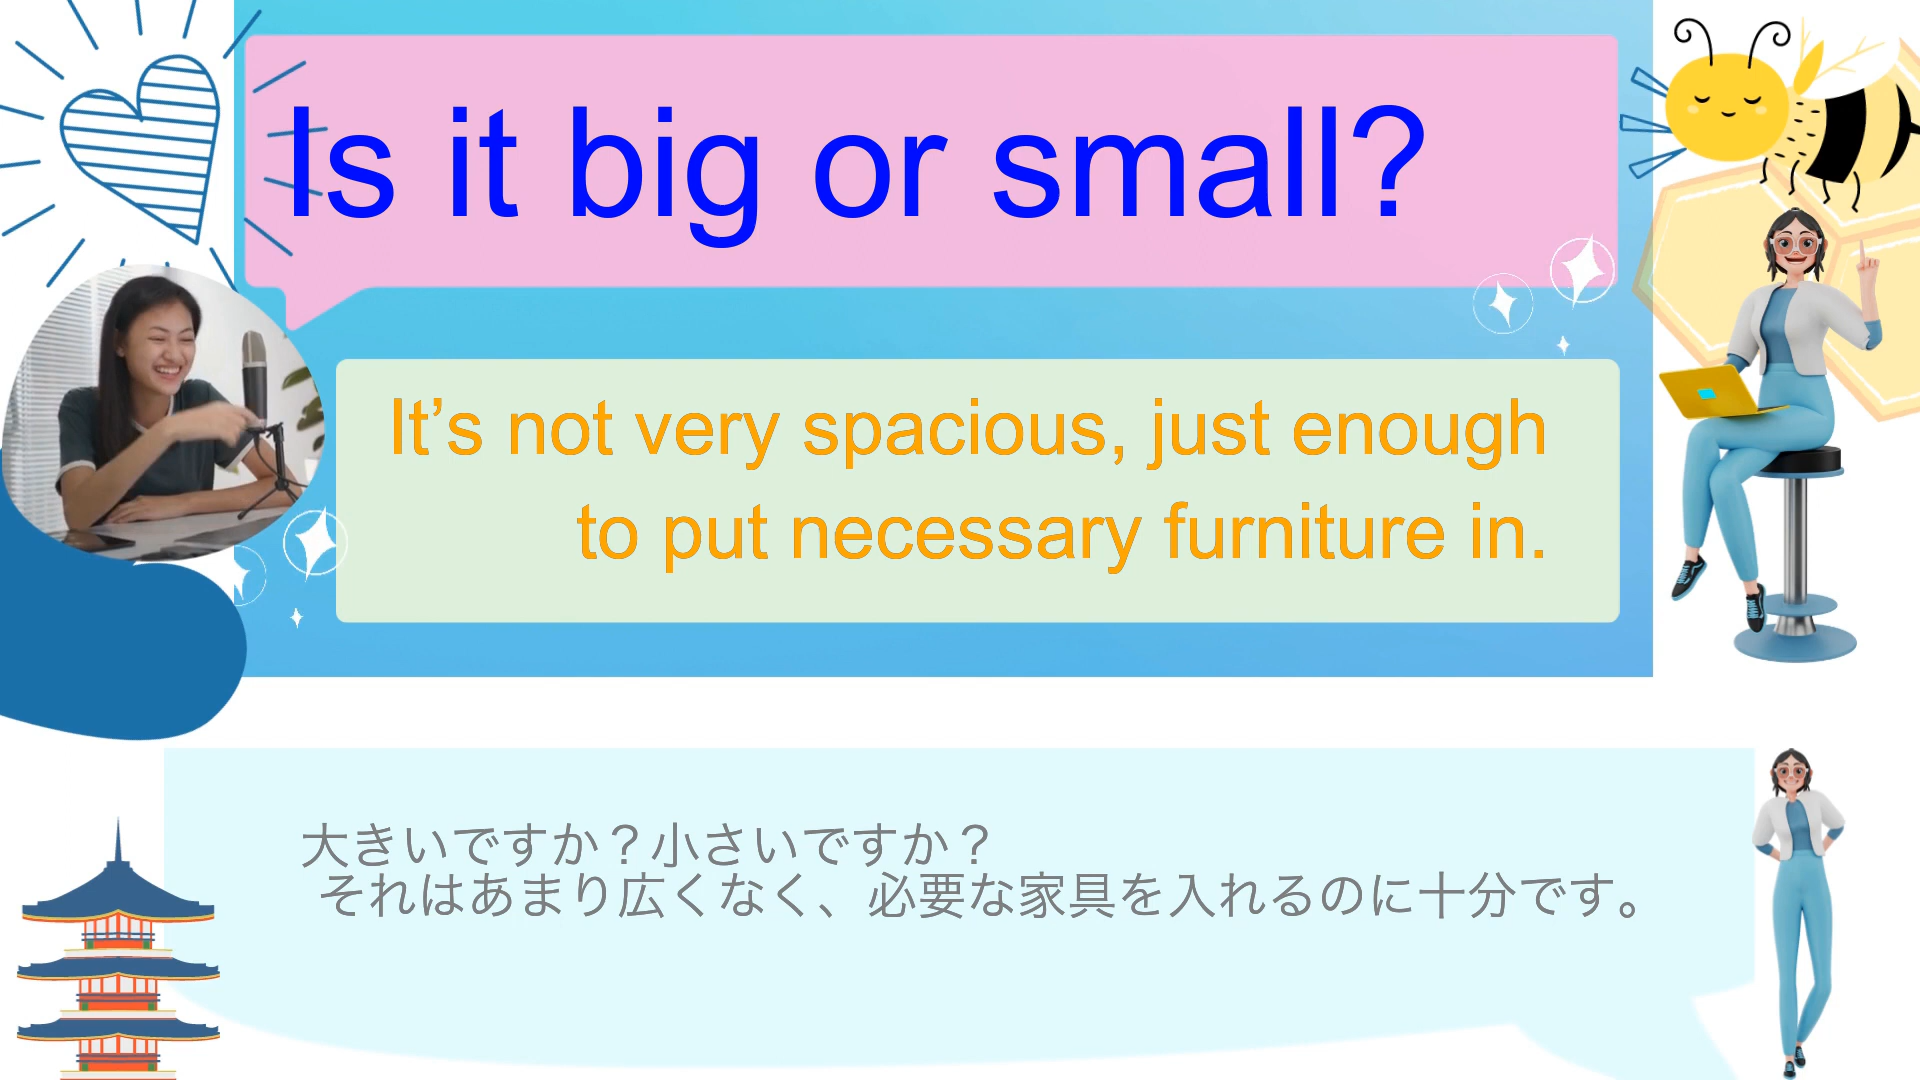 Is it big or small?
It’s not very spacious, just enough
to put necessary furniture in.
大きいですか？小さいですか？
それはあまり広くなく、必要な家具を入れるのに十分です。